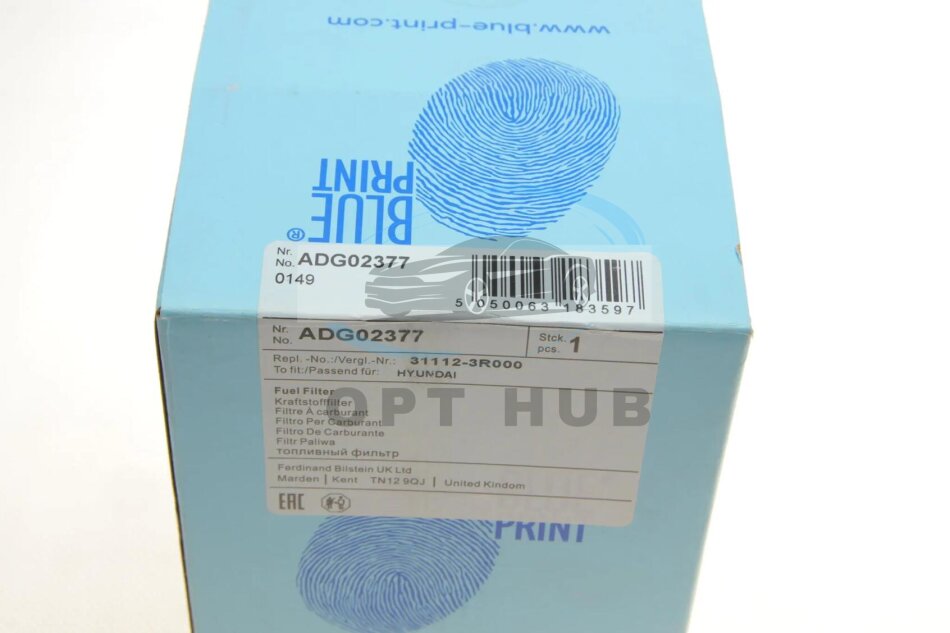 www.blue-print.com
BLUE
PRINT
®
Nr.
No. ADG02377
0149
5 050063 183597
Nr.
No. ADG02377
Stck.
pcs. 1
Repl. -No.:/Vergl.-Nr.: 31112-3R000
To fit:/Passend für: HYUNDAI
Fuel Filter
Kraftstofffilter
Filtre À carburant
Filtro Per Carburant
Filtro De Carburante
Filtr Paliwa
топливный фильтр
OPT HUB
Ferdinand Bilstein UK Ltd
Marden | Kent TN12 9QJ | United Kindom
EAC
BLUE
PRINT